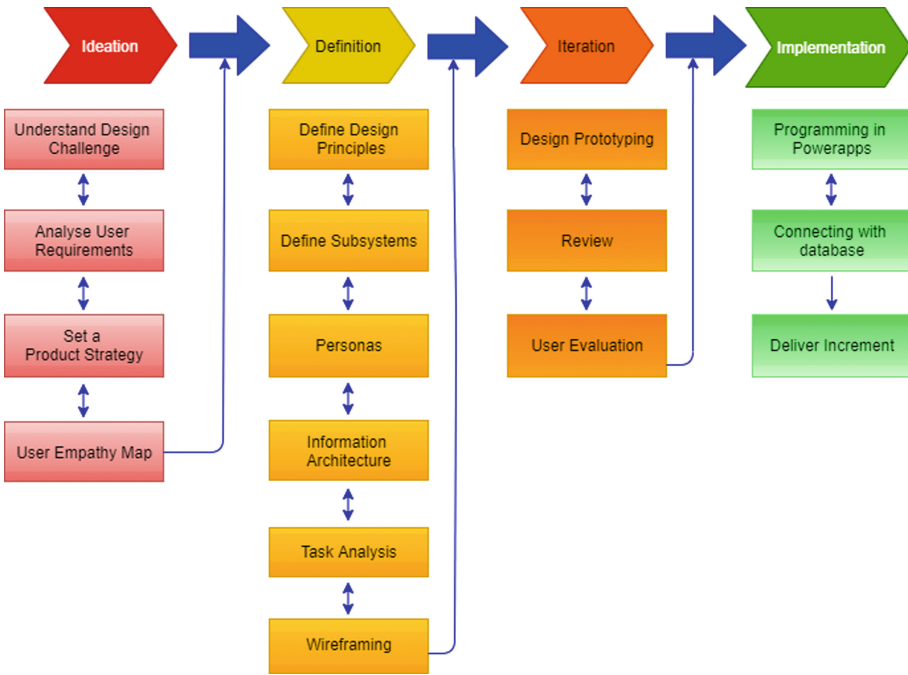 Ideation
Definition
Iteration
Implementation
Understand Design
Challenge
Analyse User
Requirements
Set a
Product Strategy
User Empathy Map
Define Design
Principles
Define Subsystems
Personas
Information
Architecture
Task Analysis
Wireframing
Design Prototyping
Review
User Evaluation
Programming in
Powerapps
Connecting with
database
Deliver Increment